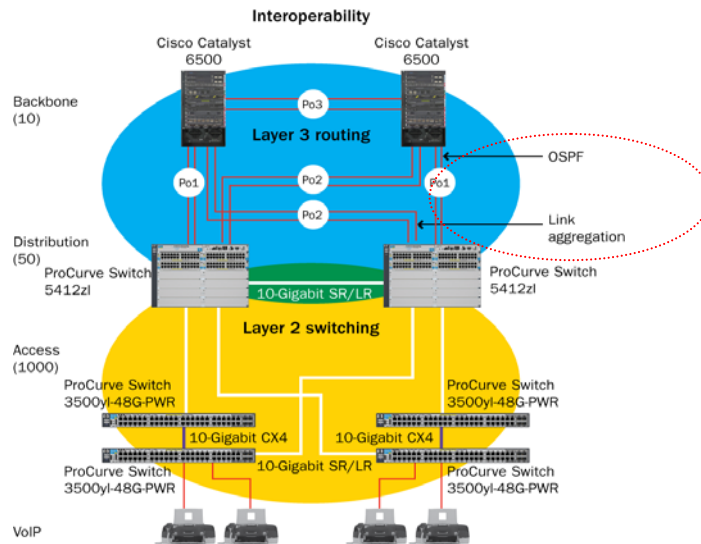 Interoperability
Cisco Catalyst
6500
Cisco Catalyst
6500
Backbone
(10)
Po3
Layer 3 routing
OSPF
Po1
Po2
Po1
Po2
Link
aggregation
Distribution
(50)
ProCurve Switch
5412zl
ProCurve Switch
5412zl
10-Gigabit SR/LR
Layer 2 switching
Access
(1000)
ProCurve Switch
3500yl-48G-PWR
ProCurve Switch
3500yl-48G-PWR
10-Gigabit CX4
10-Gigabit CX4
10-Gigabit SR/LR
ProCurve Switch
3500yl-48G-PWR
ProCurve Switch
3500yl-48G-PWR
VoIP